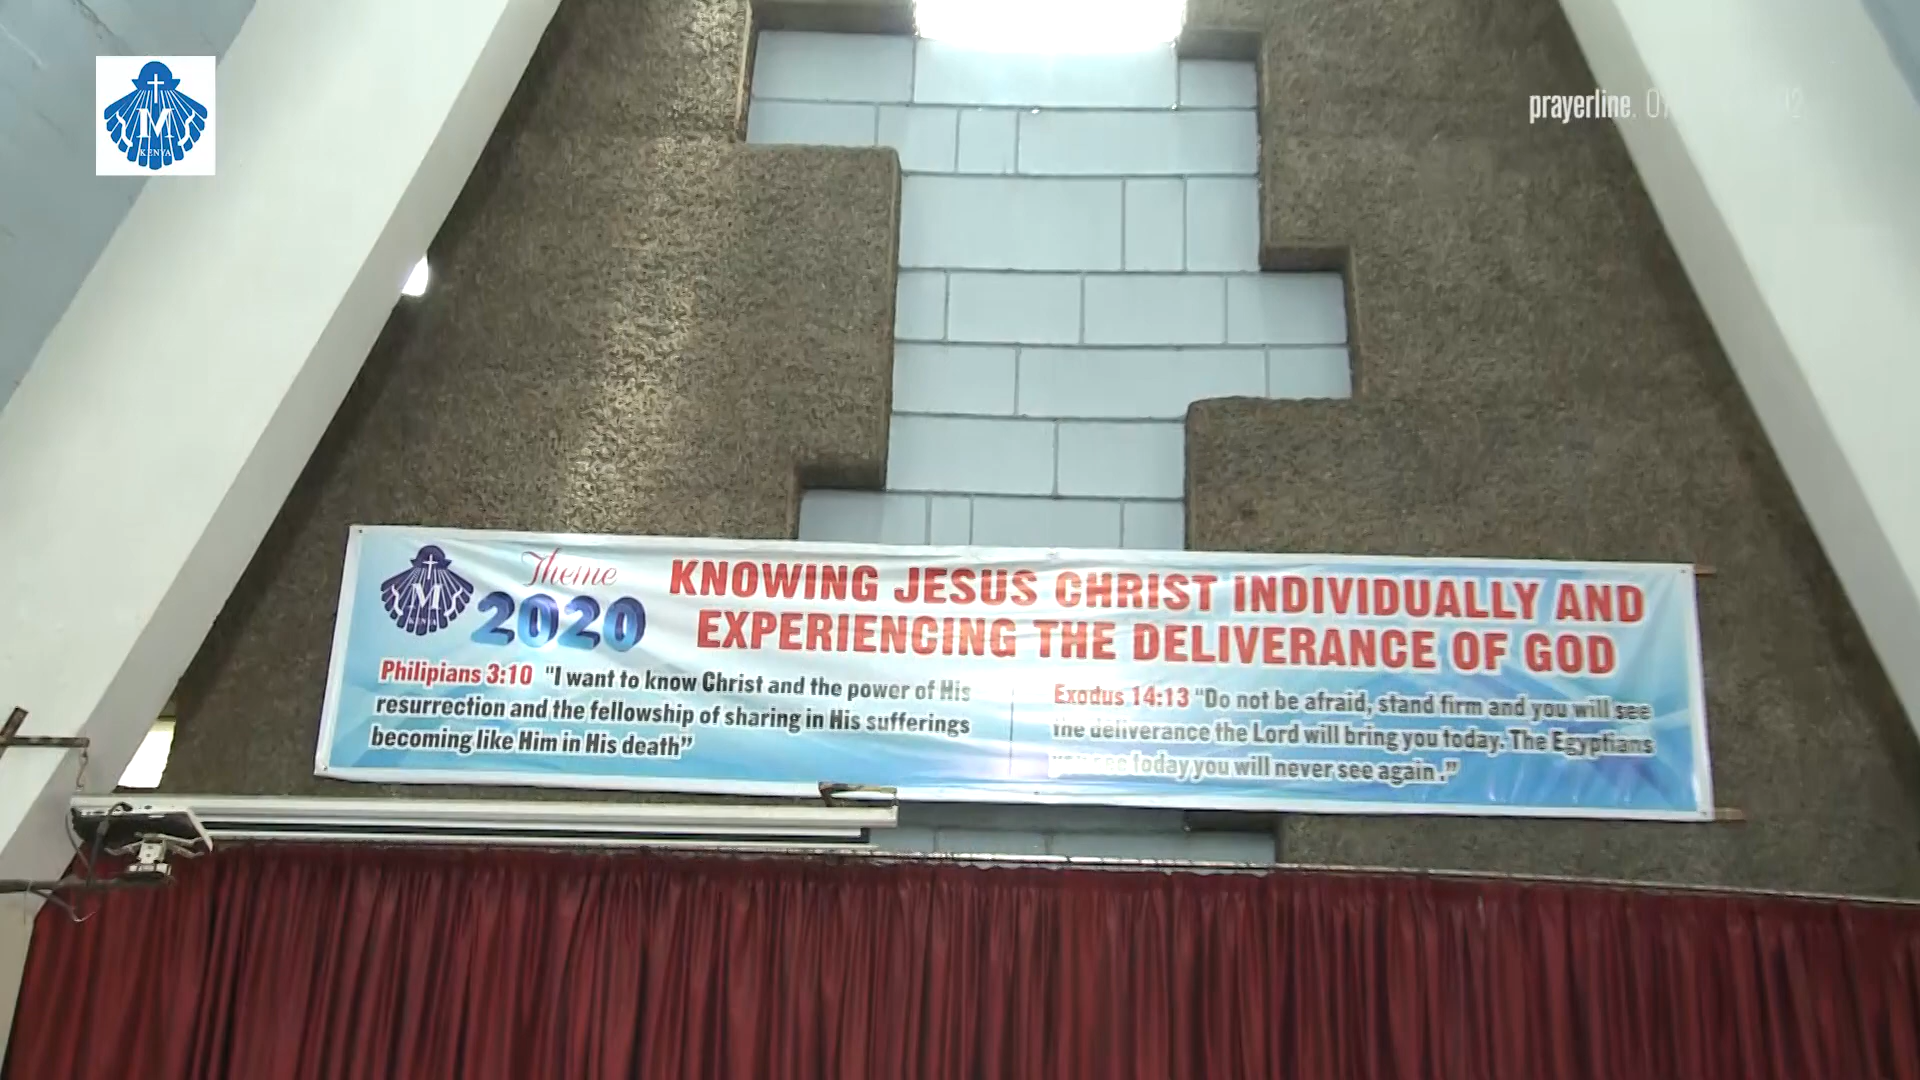 M
KENYA
prayerline.
Theme
2020
KNOWING JESUS CHRIST INDIVIDUALLY AND
EXPERIENCING THE DELIVERANCE OF GOD
Philipians 3:10 "I want to know Christ and the power of His
resurrection and the fellowship of sharing in His sufferings
becoming like Him in His death”
Exodus 14:13 “Do not be afraid, stand firm and you will see
the deliverance the Lord will bring you today. The Egyptians
see today you will never see again .”
M